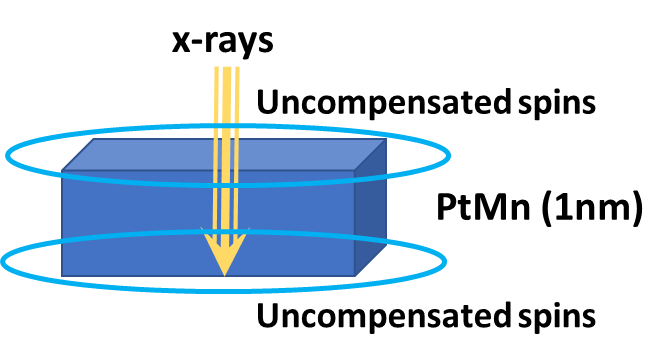 x-rays
Uncompensated spins
PtMn (1nm)
Uncompensated spins